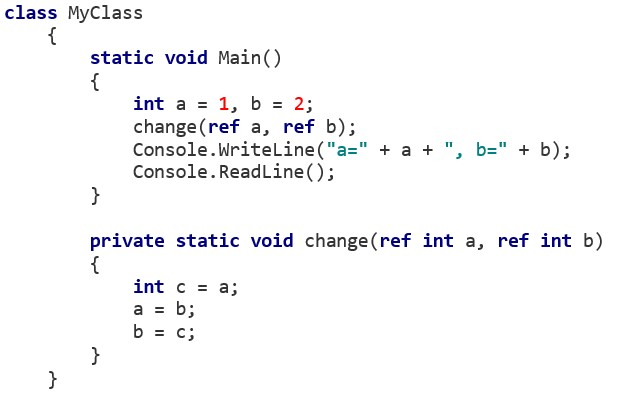 class MyClass
{
static void Main()
{
int a = 1, b = 2;
change(ref a, ref b);
Console.WriteLine("a=" + a + ", b=" + b);
Console.ReadLine();
}
private static void change(ref int a, ref int b)
{
int c = a;
a = b;
b = c;
}
}